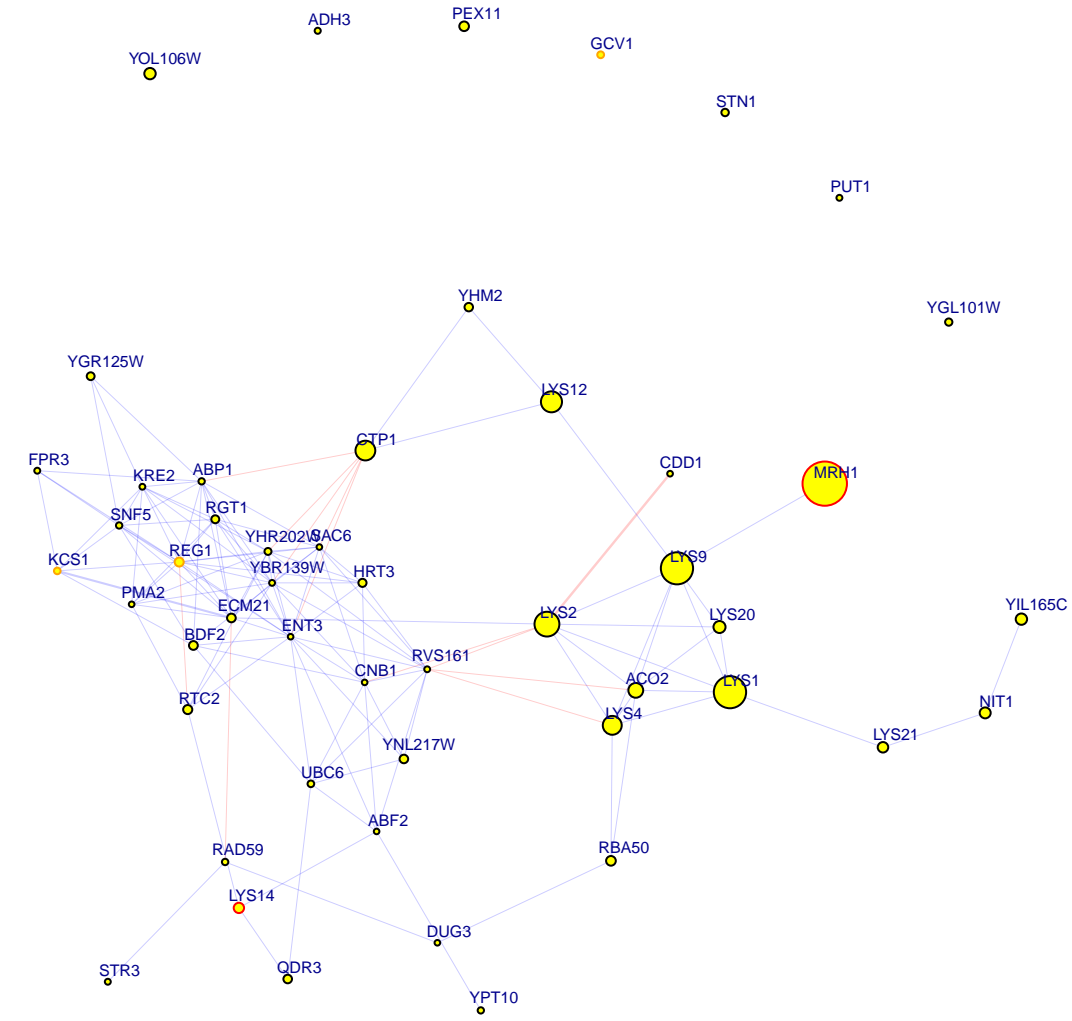 PEX11
ADH3
GCV1
YOL106W
STN1
PUT1
YHM2
YGL101W
YGR125W
LYS12
CTP1
FPR3
KRE2
ABP1
CDD1
MRH1
SNF5
RGT1
YHR202W
SAC6
KCS1
REG1
YBR139W
HRT3
LYS9
PMA2
ECM21
LYS2
LYS20
YIL165C
BDF2
ENT3
RVS161
CNB1
ACO2
LYS1
RTC2
LYS4
NIT1
YNL217W
LYS21
UBC6
ABF2
RAD59
RBA50
LYS14
DUG3
STR3
QDR3
YPT10